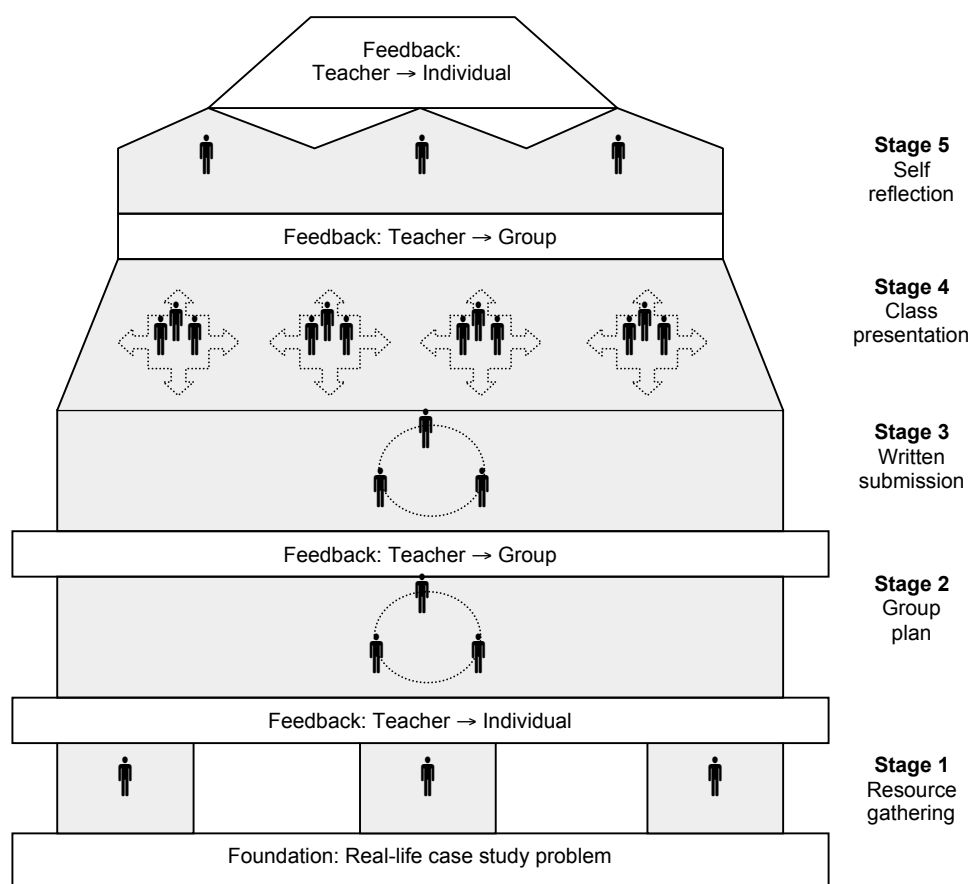 Feedback:
Teacher → Individual
Stage 5
Self
reflection
Feedback: Teacher → Group
Stage 4
Class
presentation
Stage 3
Written
submission
Feedback: Teacher → Group
Stage 2
Group
plan
Feedback: Teacher → Individual
Stage 1
Resource
gathering
Foundation: Real-life case study problem